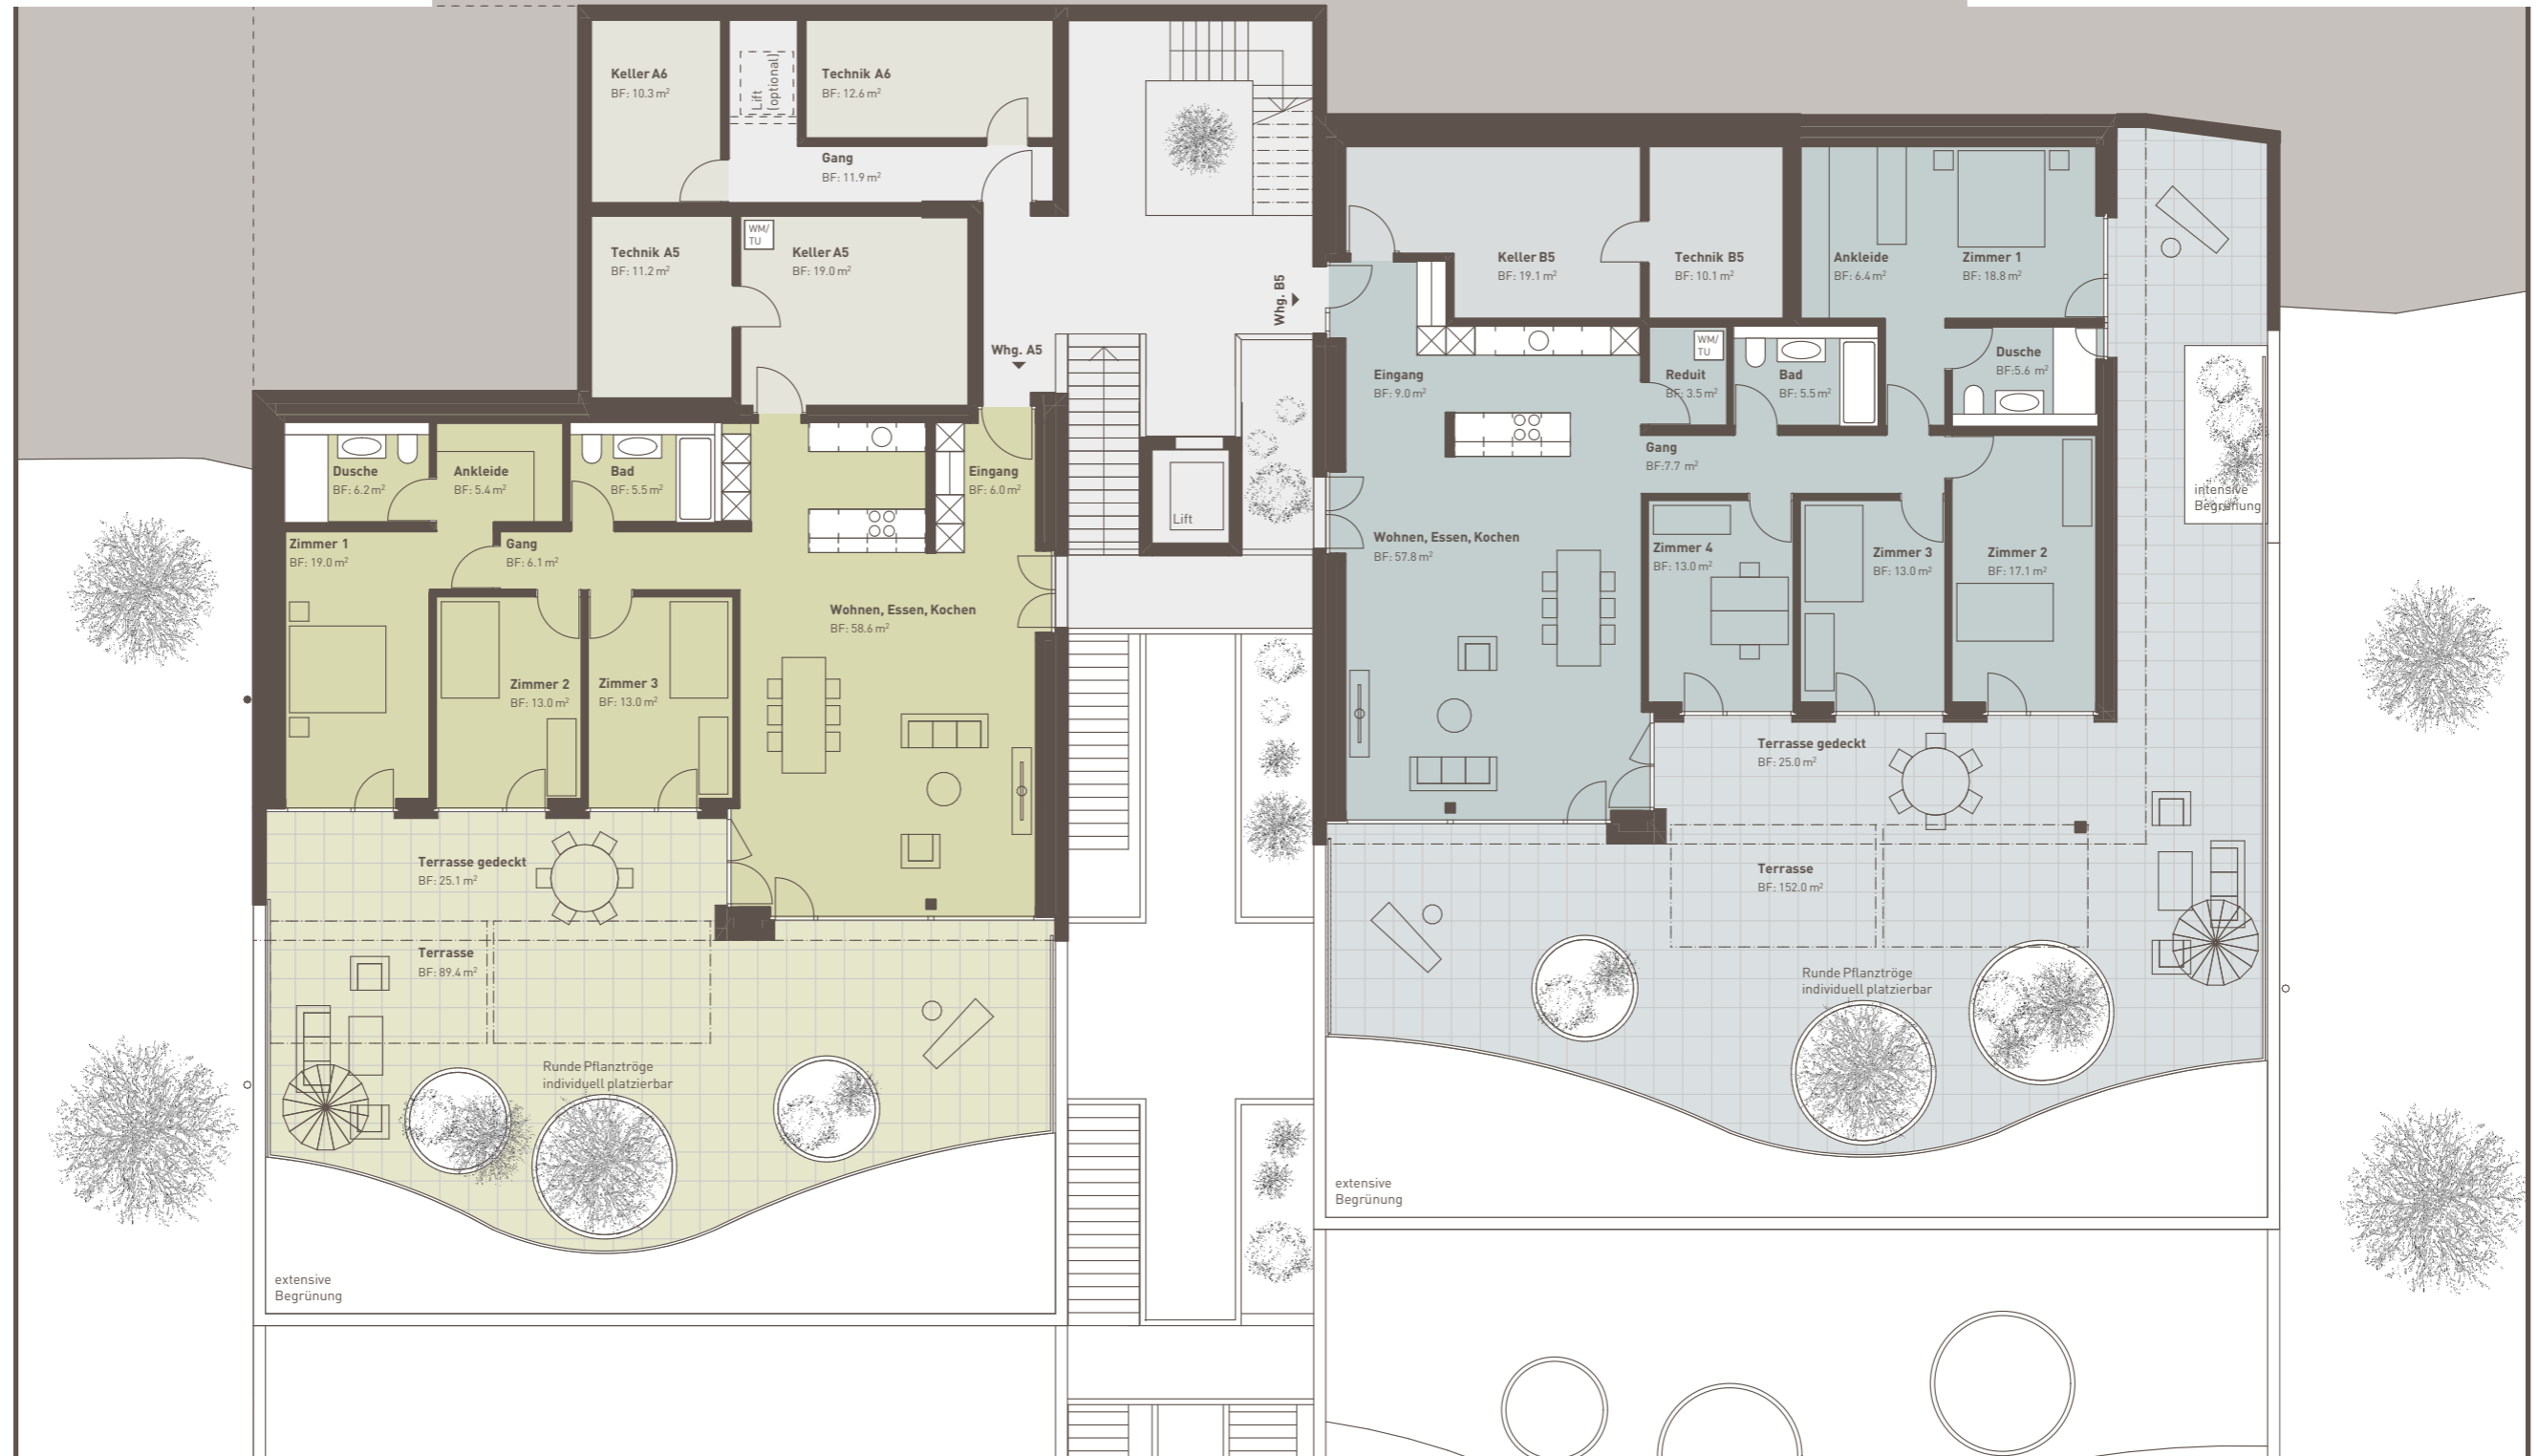 Keller A6
BF: 10.3 m²
Lift
(optional)
Technik A6
BF: 12.6 m²
Gang
BF: 11.9 m²
Technik A5
BF: 11.2 m²
WM/
TU
Keller A5
BF: 19.0 m²
Whg. A5
Whg. B5
Keller B5
BF: 19.1 m²
Technik B5
BF: 10.1 m²
Ankleide
BF: 6.4 m²
Zimmer 1
BF: 18.8 m²
Eingang
BF: 9.0 m²
WM/
TU
Reduit
BF: 3.5 m²
Bad
BF: 5.5 m²
Dusche
BF:5.6 m²
Gang
BF:7.7 m²
intensive
Begrünung
Dusche
BF: 6.2 m²
Ankleide
BF: 5.4 m²
Bad
BF: 5.5 m²
Eingang
BF: 6.0 m²
Lift
Zimmer 1
BF: 19.0 m²
Gang
BF: 6.1 m²
Wohnen, Essen, Kochen
BF: 58.6 m²
Zimmer 2
BF: 13.0 m²
Zimmer 3
BF: 13.0 m²
Wohnen, Essen, Kochen
BF: 57.8 m²
Zimmer 4
BF: 13.0 m²
Zimmer 3
BF: 13.0 m²
Zimmer 2
BF: 17.1 m²
Terrasse gedeckt
BF: 25.0 m²
Terrasse
BF: 152.0 m²
Runde Pflanztröge
individuell platzierbar
extensive
Begrünung
Terrasse gedeckt
BF: 25.1 m²
Terrasse
BF: 89.4 m²
Runde Pflanztröge
individuell platzierbar
extensive
Begrünung